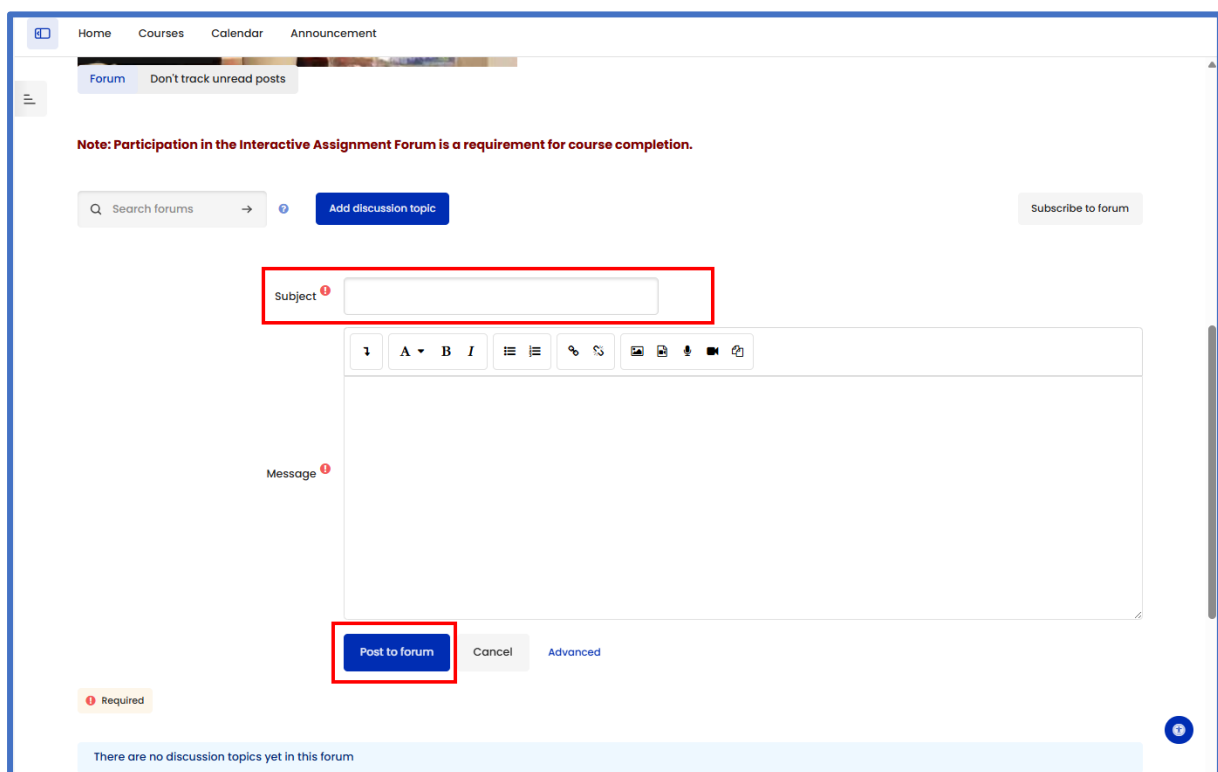 Home Courses Calendar Announcement
Forum Don't track unread posts
Note: Participation in the Interactive Assignment Forum is a requirement for course completion.
Search forums Add discussion topic Subscribe to forum
Subject
A B I
Message
Post to forum Cancel Advanced
Required
There are no discussion topics yet in this forum